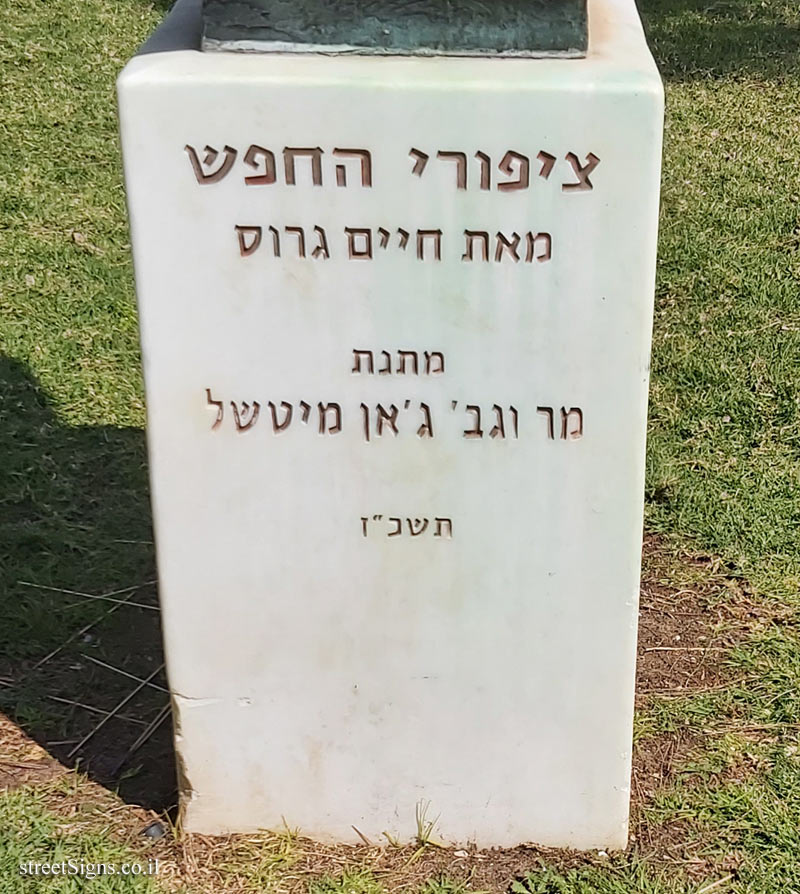 ציפורי החפש
מאת חיים גרוס
מתנת
מר וגב' ג'אן מיטשל
תשכ"ז
streetSigns.co.il